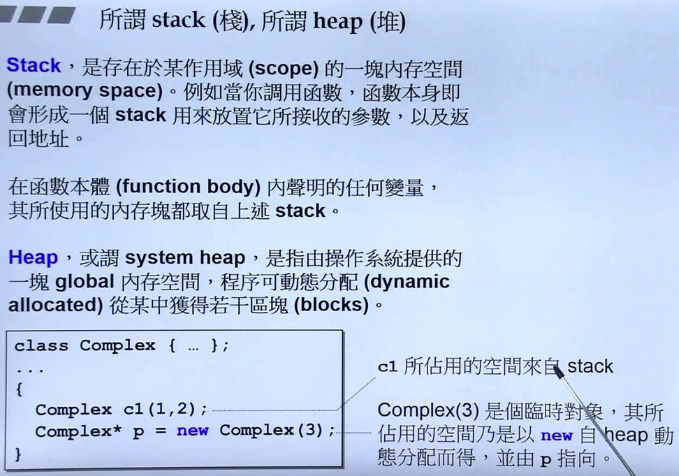 所謂 stack (棧), 所謂 heap (堆)
Stack，是存在於某作用域 (scope) 的一塊內存空間
(memory space)。例如當你調用函數，函數本身即
會形成一個 stack 用來放置它所接收的參數，以及返
回地址。
在函數本體 (function body) 內聲明的任何變量，
其所使用的內存塊都取自上述 stack。
Heap，或謂 system heap，是指由操作系統提供的
一塊 global 內存空間，程序可動態分配 (dynamic
allocated) 從某中獲得若干區塊 (blocks)。
class Complex { … };
...
{
Complex c1(1,2);
Complex* p = new Complex(3);
}
c1 所佔用的空間來自 stack
Complex(3) 是個臨時對象，其所
佔用的空間乃是以 new 自 heap 動
態分配而得，並由 p 指向。